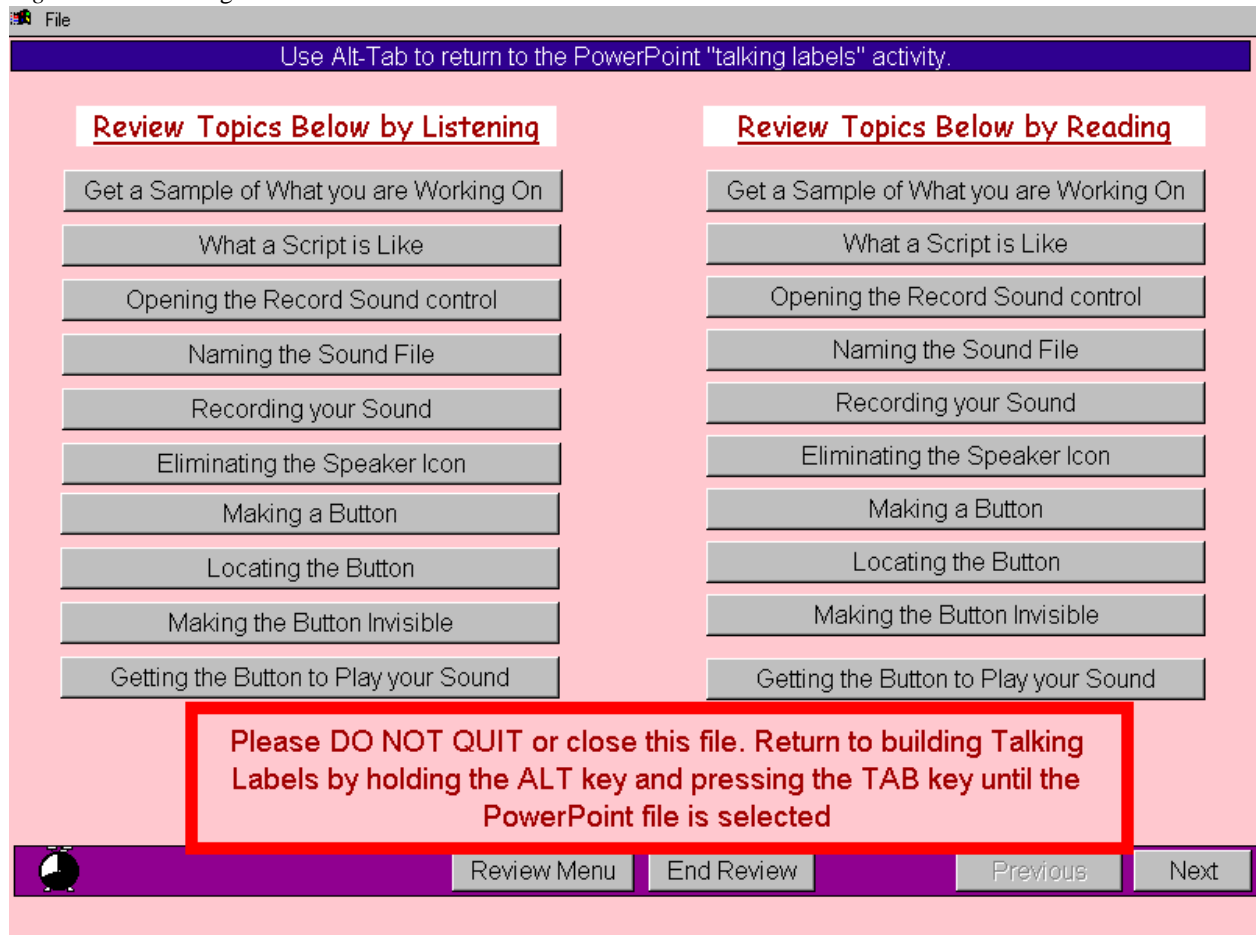 File
Use Alt-Tab to return to the PowerPoint "talking labels" activity.
Review Topics Below by Listening
Get a Sample of What you are Working On
What a Script is Like
Opening the Record Sound control
Naming the Sound File
Recording your Sound
Eliminating the Speaker Icon
Making a Button
Locating the Button
Making the Button Invisible
Getting the Button to Play your Sound
Review Topics Below by Reading
Get a Sample of What you are Working On
What a Script is Like
Opening the Record Sound control
Naming the Sound File
Recording your Sound
Eliminating the Speaker Icon
Making a Button
Locating the Button
Making the Button Invisible
Getting the Button to Play your Sound
Please DO NOT QUIT or close this file. Return to building Talking
Labels by holding the ALT key and pressing the TAB key until the
PowerPoint file is selected
Review Menu
End Review
Previous
Next